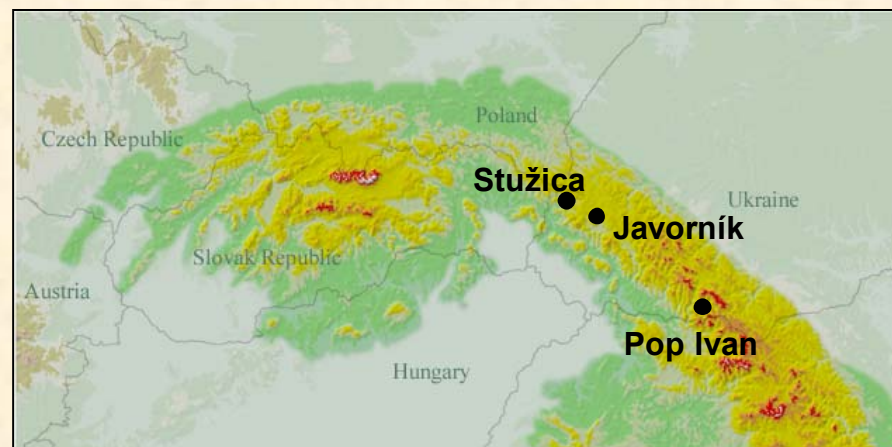 Poland
Czech Republic
Stužica
Ukraine
Javorník
Slovak Republic
Austria
Pop Ivan
Hungary